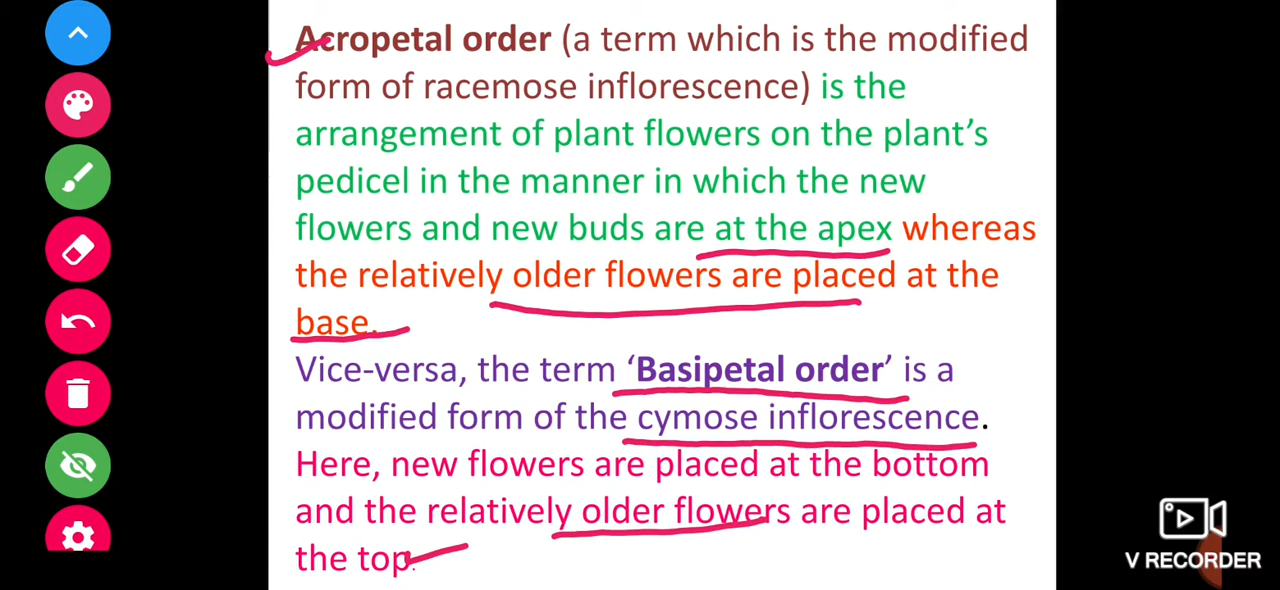 Acropetal order (a term which is the modified
form of racemose inflorescence) is the
arrangement of plant flowers on the plant's
pedicel in the manner in which the new
flowers and new buds are at the apex whereas
the relatively older flowers are placed at the
base.
Vice-versa, the term ‘Basipetal order’ is a
modified form of the cymose inflorescence.
Here, new flowers are placed at the bottom
and the relatively older flowers are placed at
the top.
V RECORDER